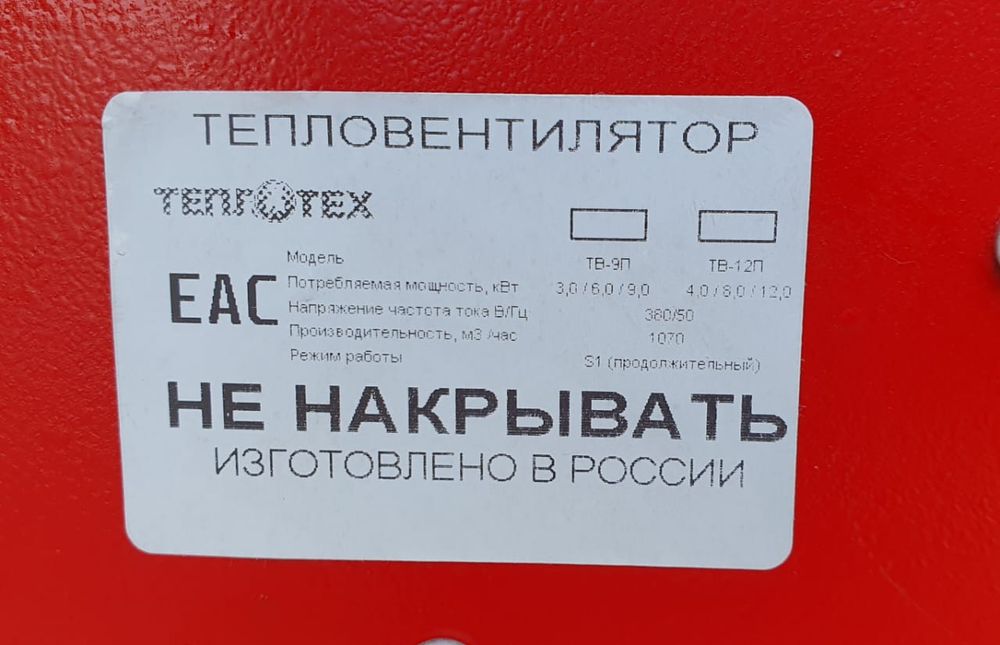 ТЕПЛОВЕНТИЛЯТОР
ТЕПЛОТЕХ
Модель ТВ-9П ТВ-12П
EAC
Потребляемая мощность, кВт 3,0 / 6,0 / 9,0 4,0 / 8,0 / 12,0
Напряжение частота тока В/Гц 380/50
Производительность, м3 /час 1070
Режим работы S1 (продолжительный)
НЕ НАКРЫВАТЬ
ИЗГОТОВЛЕНО В РОССИИ